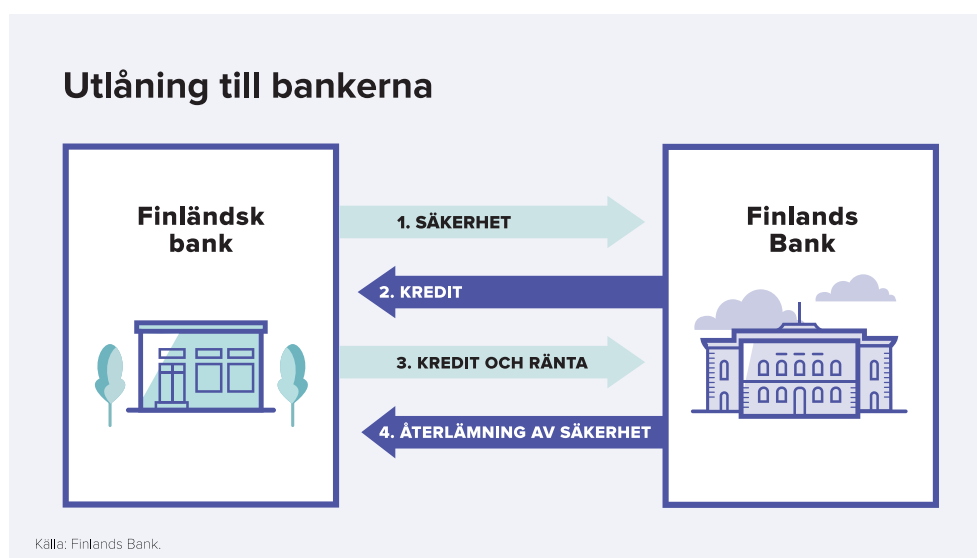 Utlåning till bankerna
Finländsk
bank
1. SÄKERHET
2. KREDIT
3. KREDIT OCH RÄNTA
4. ÅTERLÄMNING AV SÄKERHET
Finlands
Bank
Källa: Finlands Bank.